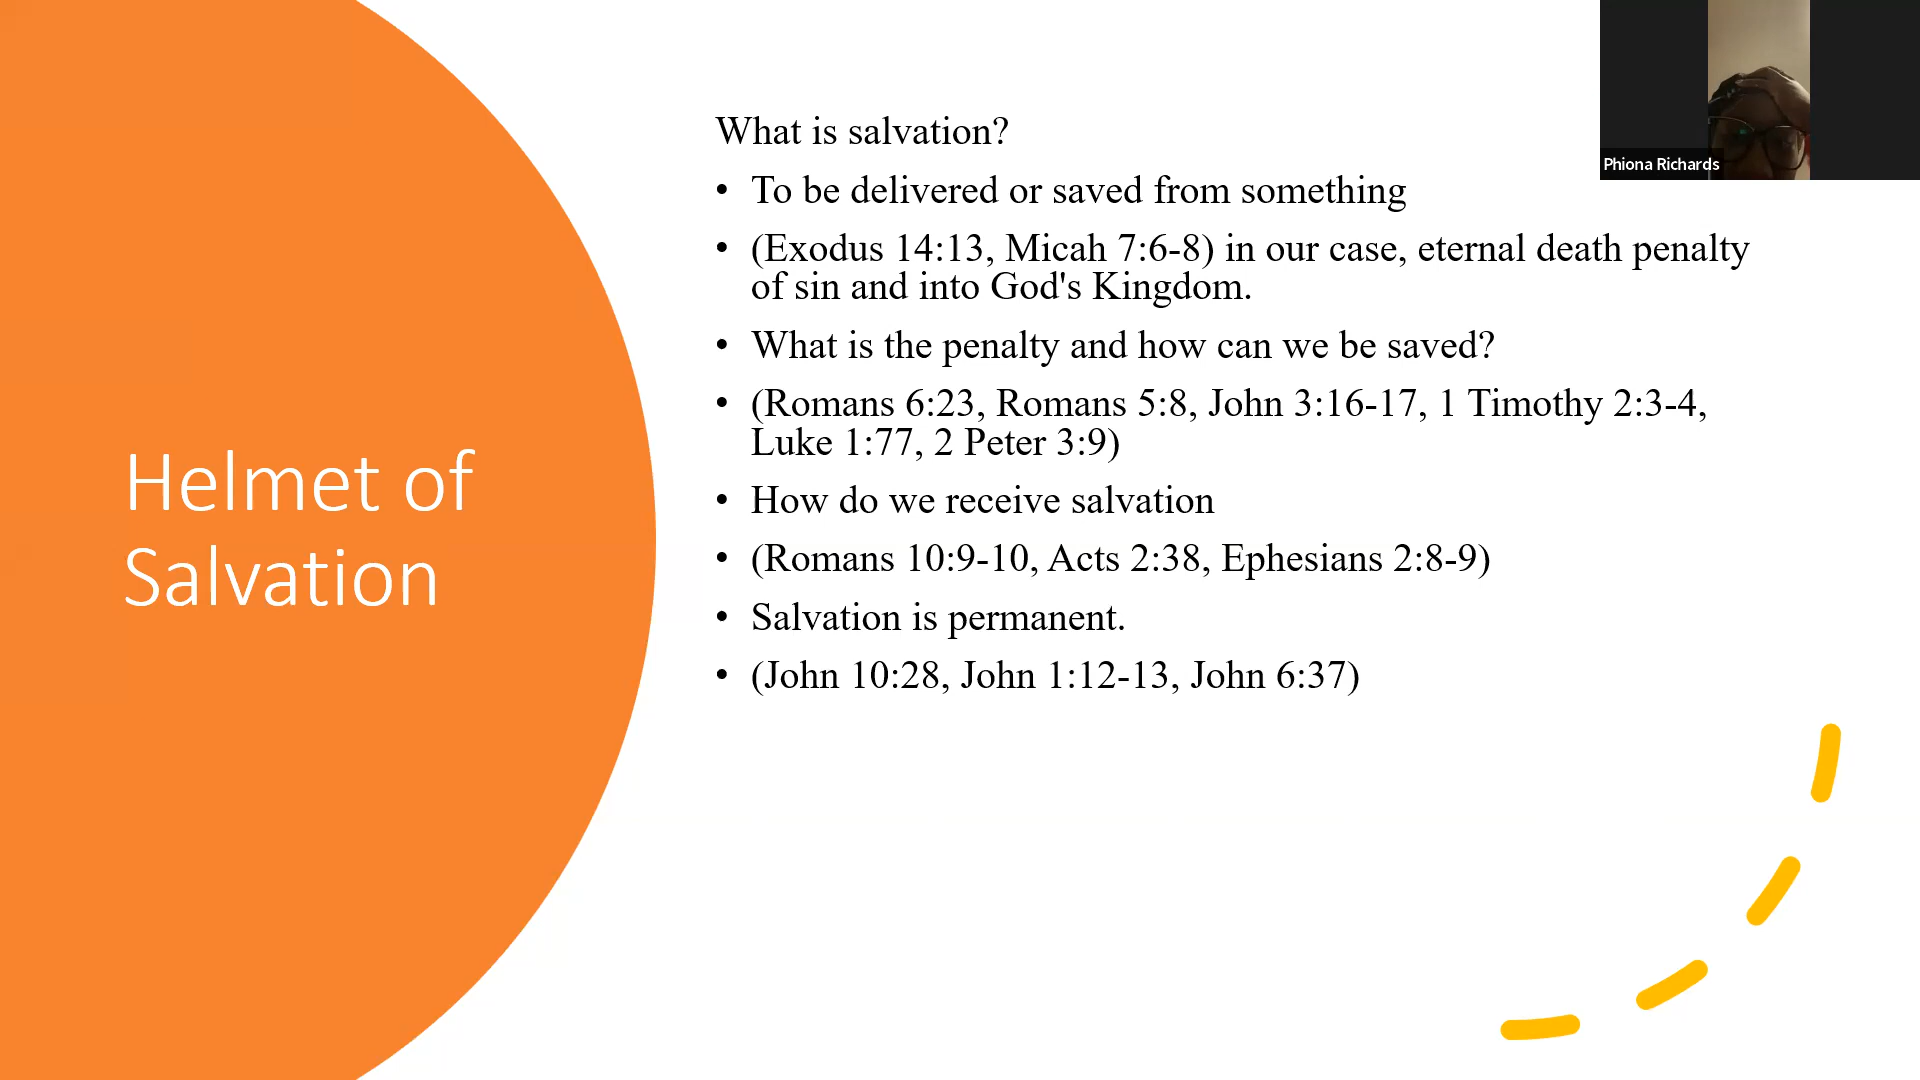 Helmet of
Salvation
What is salvation?
• To be delivered or saved from something
• (Exodus 14:13, Micah 7:6-8) in our case, eternal death penalty
of sin and into God's Kingdom.
• What is the penalty and how can we be saved?
• (Romans 6:23, Romans 5:8, John 3:16-17, 1 Timothy 2:3-4,
Luke 1:77, 2 Peter 3:9)
• How do we receive salvation
• (Romans 10:9-10, Acts 2:38, Ephesians 2:8-9)
• Salvation is permanent.
• (John 10:28, John 1:12-13, John 6:37)
Phiona Richards